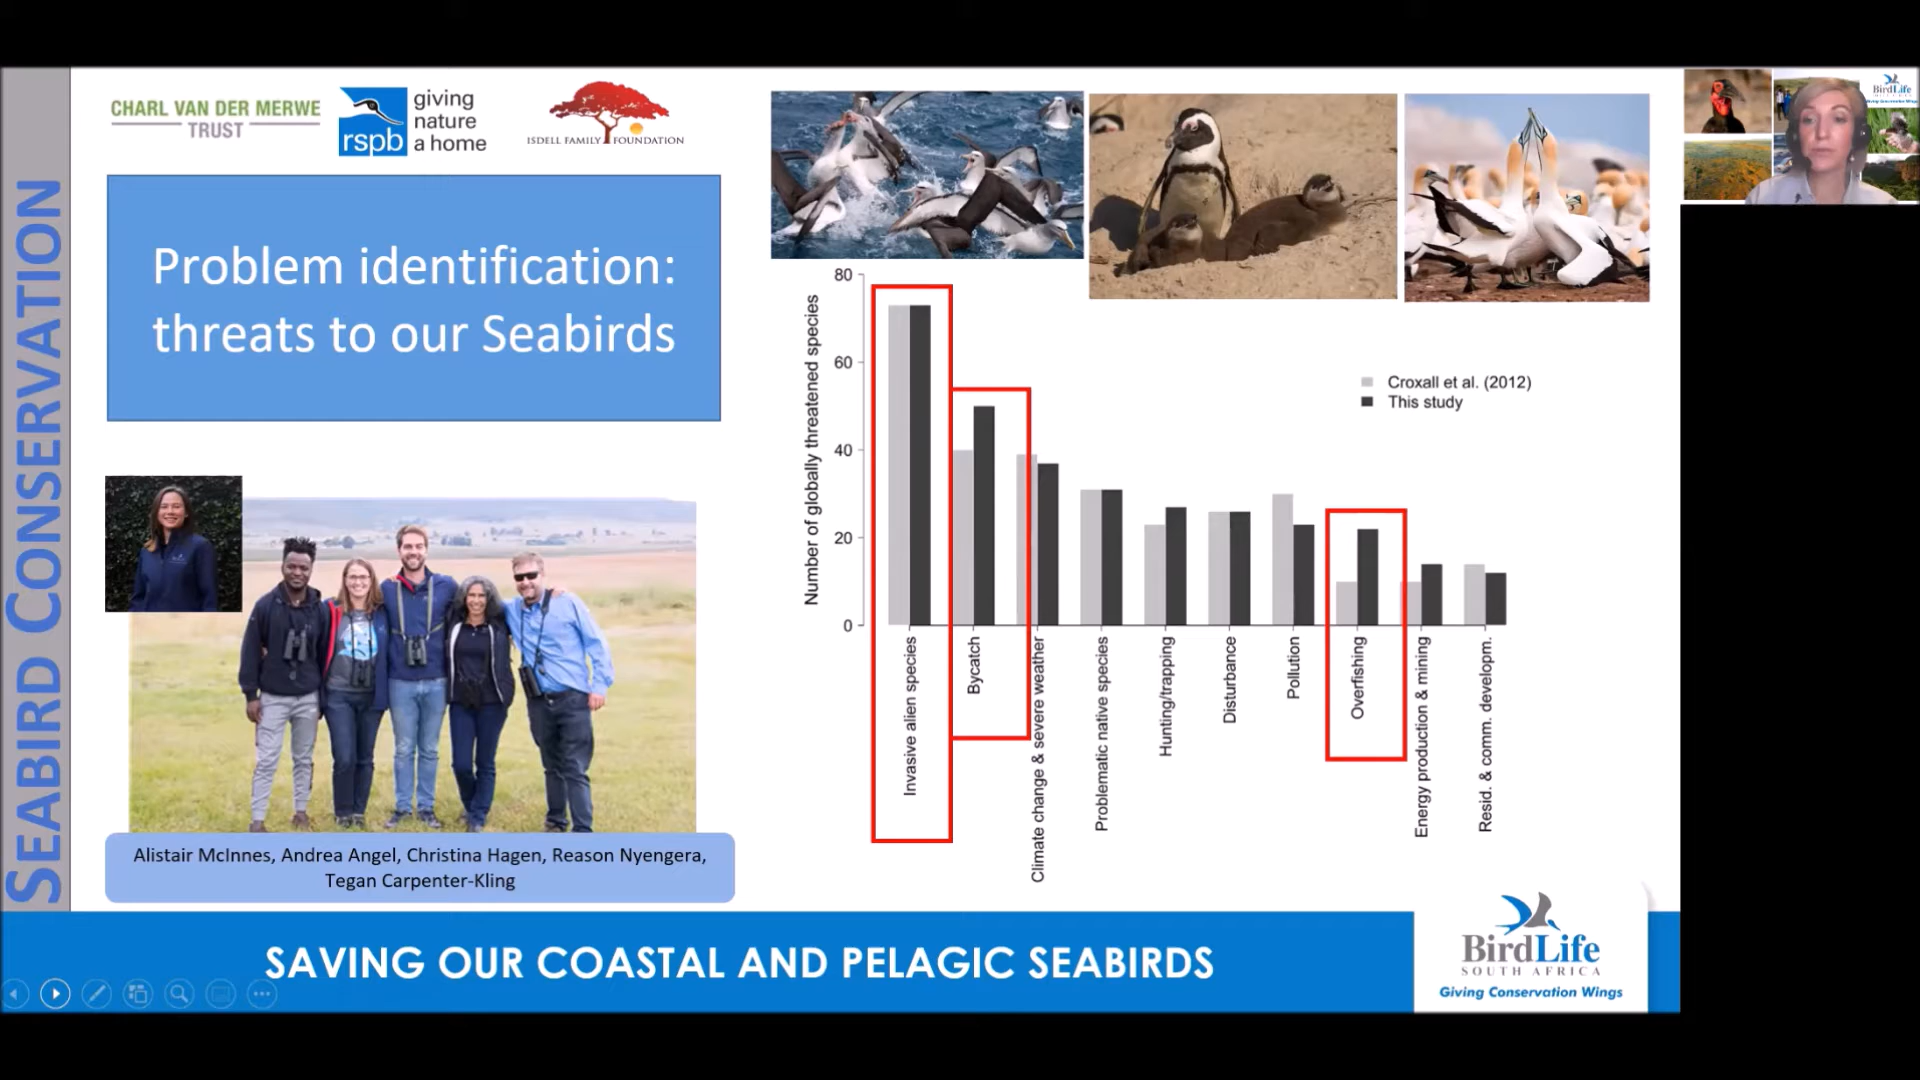 SEABIRD CONSERVATION
CHARL VAN DER MERWE
TRUST
rspb
giving
nature
a home
ISDELL FAMILY FOUNDATION
Problem identification:
threats to our Seabirds
Alistair McInnes, Andrea Angel, Christina Hagen, Reason Nyengera,
Tegan Carpenter-Kling
Number of globally threatened species
80
60
40
20
0
Croxall et al. (2012)
This study
Invasive alien species
Bycatch
Climate change & severe weather
Problematic native species
Hunting/trapping
Disturbance
Pollution
Overfishing
Energy production & mining
Resid. & comm. developm.
SAVING OUR COASTAL AND PELAGIC SEABIRDS
BirdLife
SOUTH AFRICA
Giving Conservation Wings
BirdLife